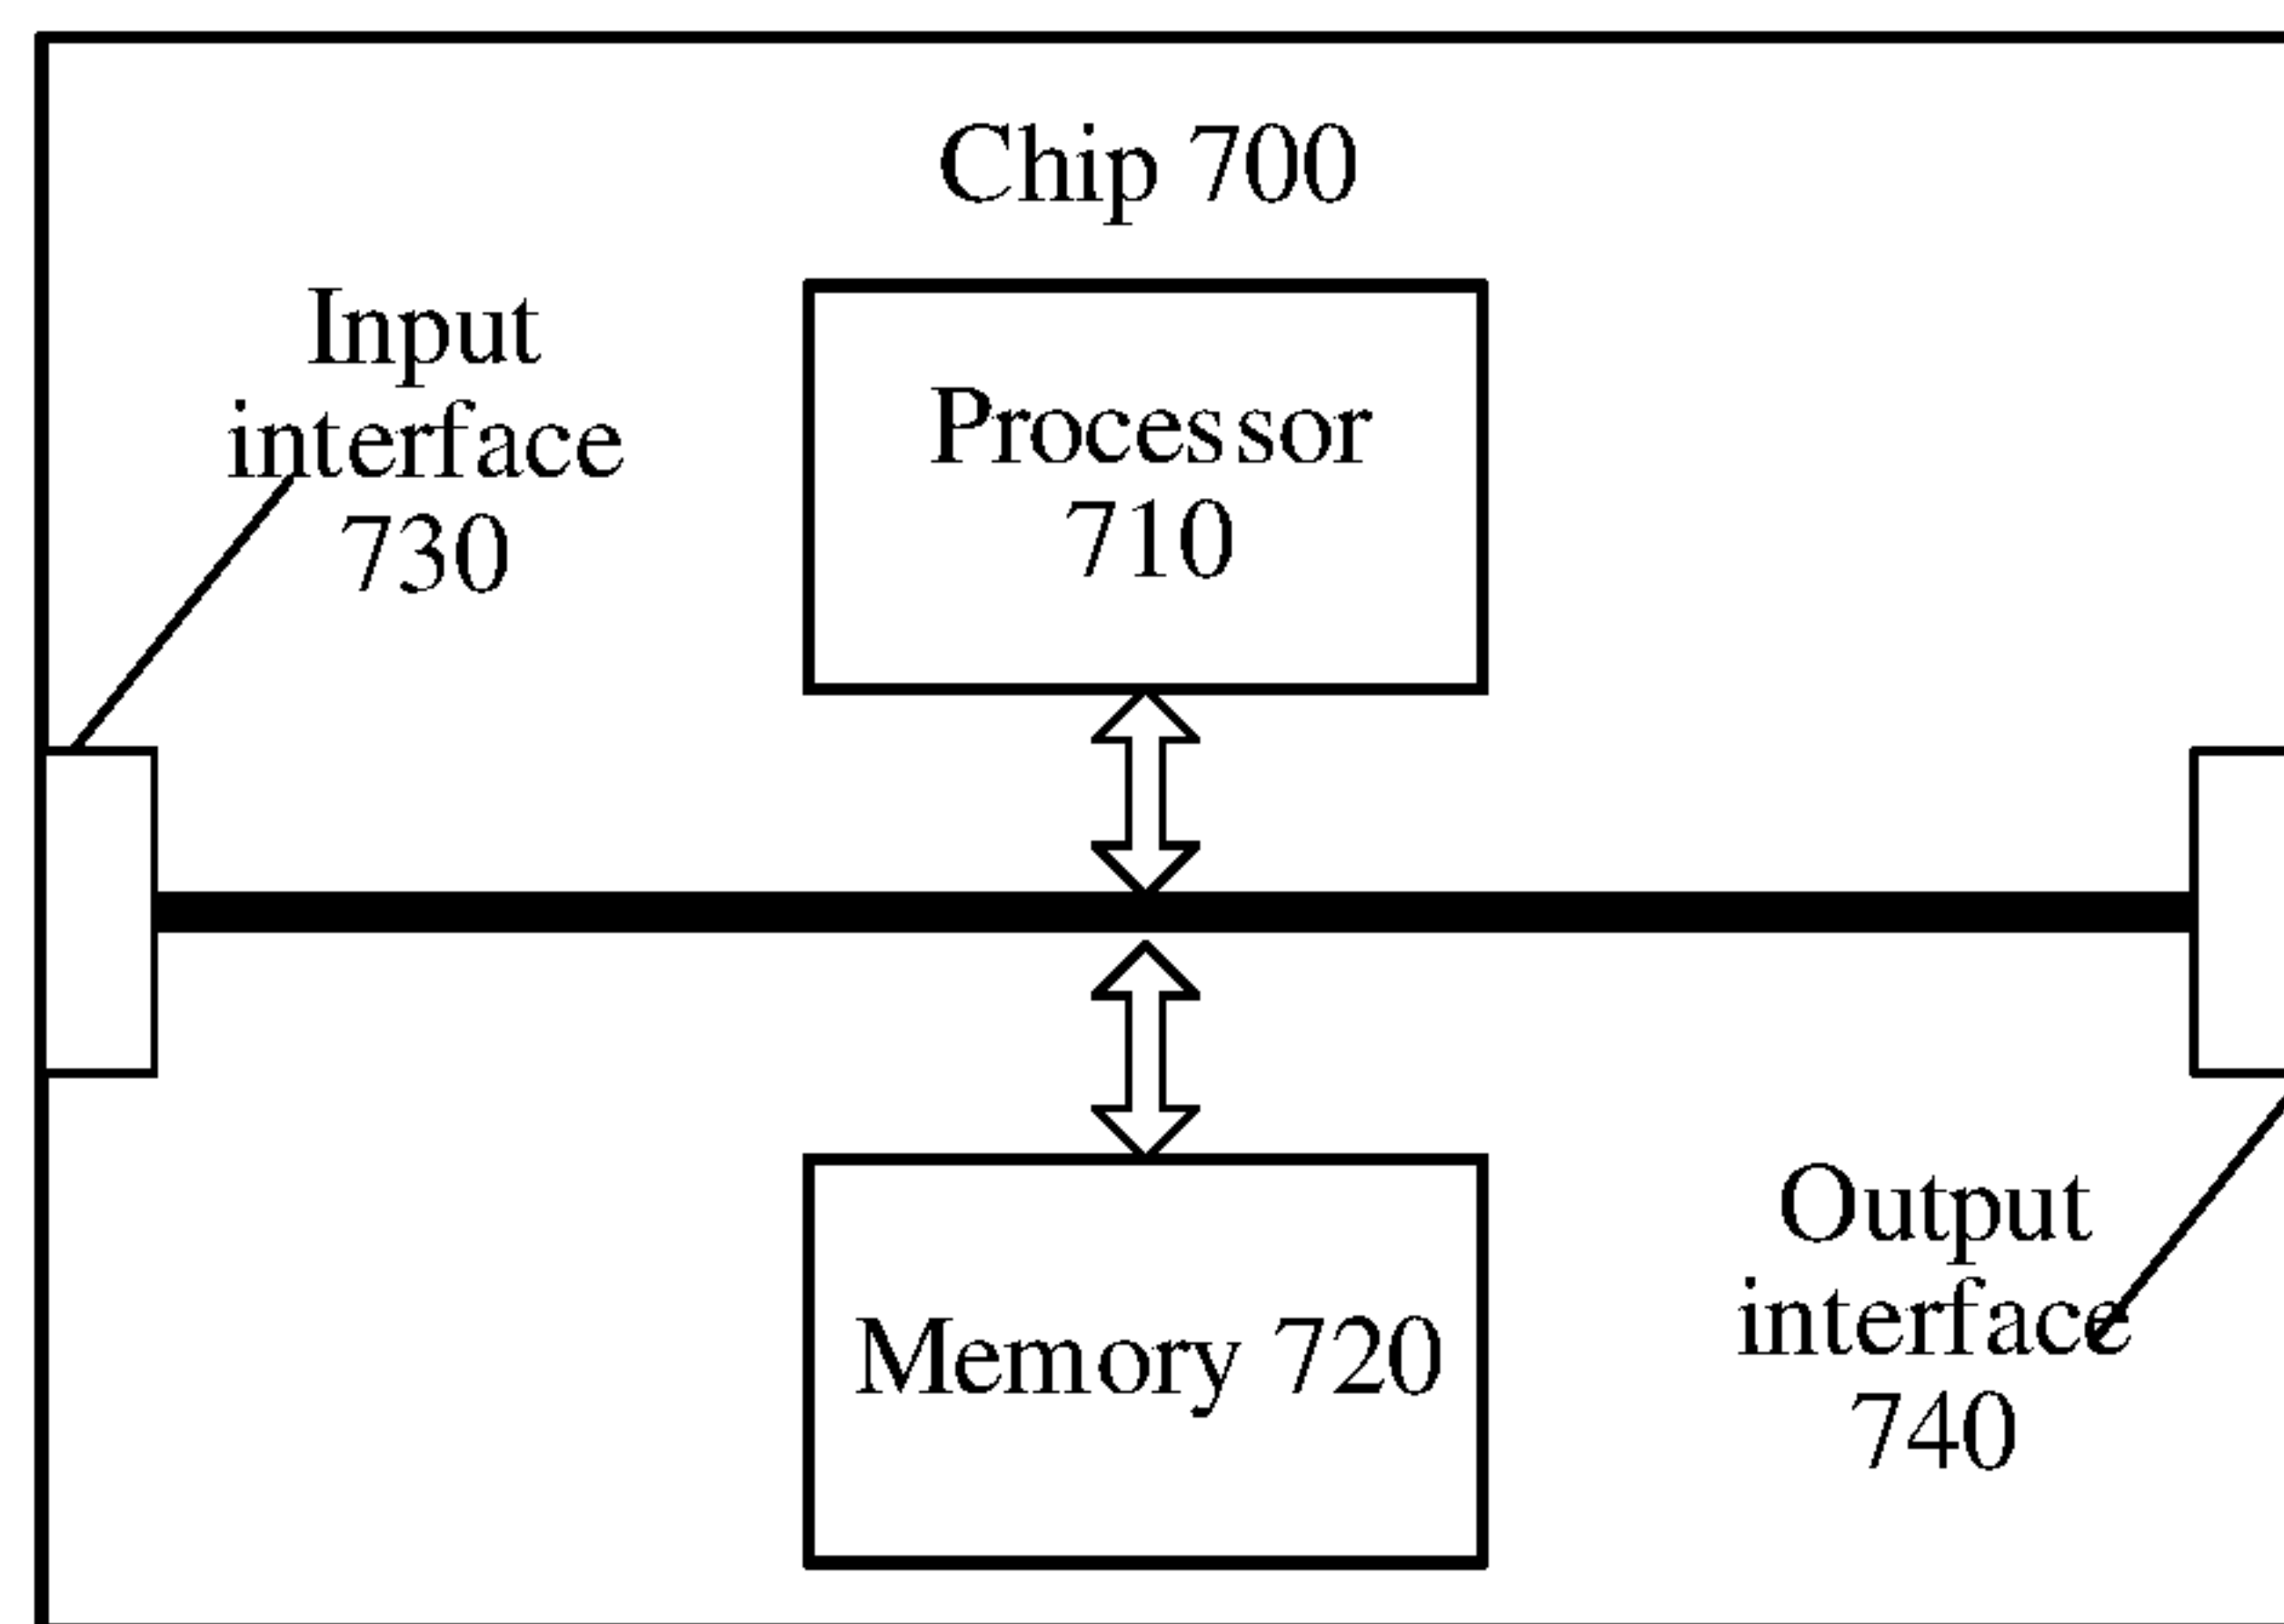 Chip 700
Input
interface
730
Processor
710
Memory 720
Output
interface
740